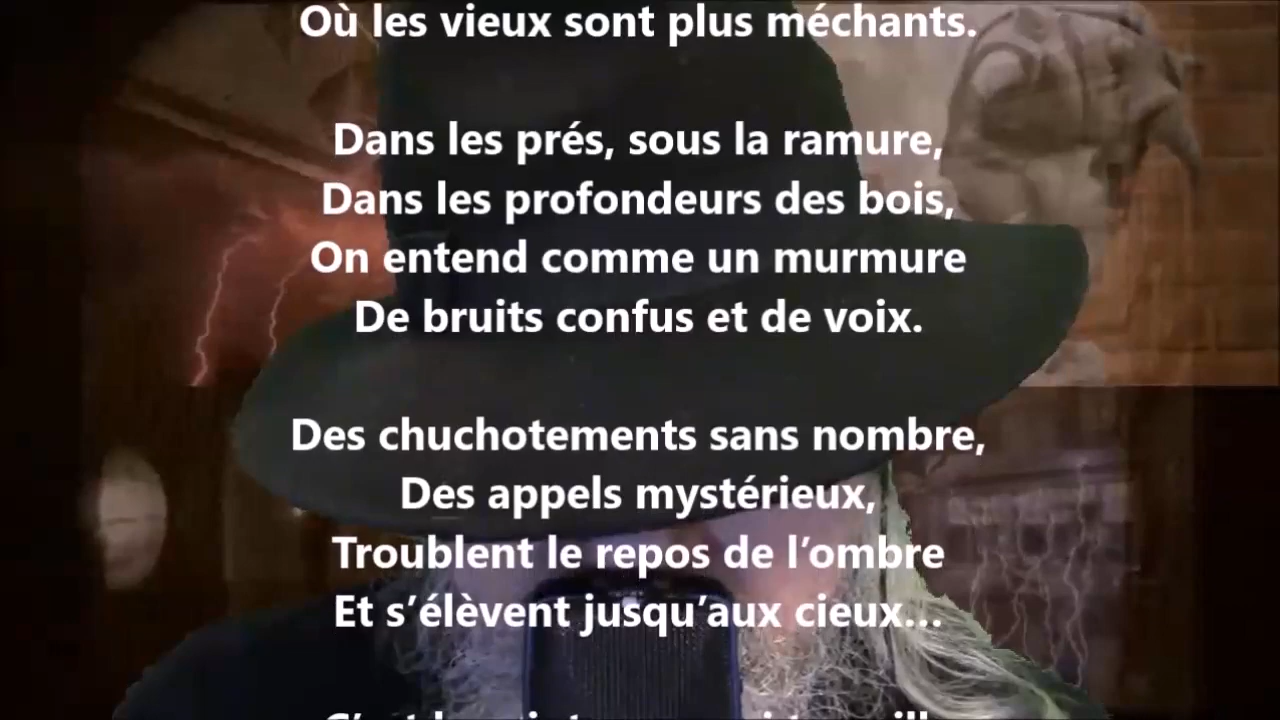 Où les vieux sont plus méchants.
Dans les prés, sous la ramure,
Dans les profondeurs des bois,
On entend comme un murmure
De bruits confus et de voix.
Des chuchotements sans nombre,
Des appels mystérieux,
Troublent le repos de l’ombre
Et s’élèvent jusqu’aux cieux…